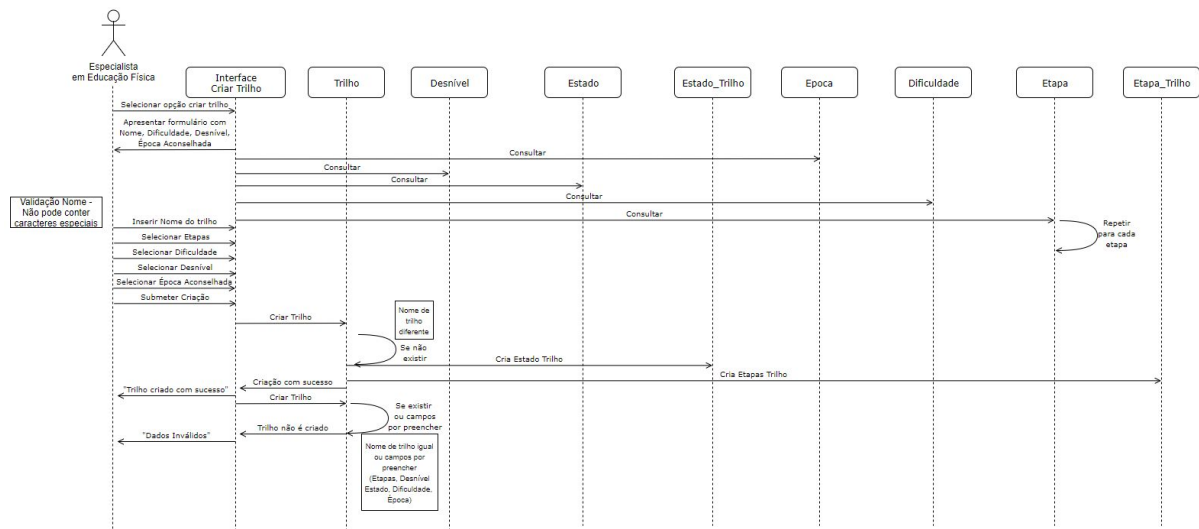 Especialista
em Educação Física
Interface
Criar Trilho
Trilho
Desnível
Estado
Estado_Trilho
Epoca
Dificuldade
Etapa
Etapa_Trilho
Selecionar opção criar trilho
Apresentar formulário com
Nome, Dificuldade, Desnível,
Época Aconselhada
Consultar
Consultar
Consultar
Consultar
Consultar
Validação Nome -
Não pode conter
caracteres especiais
Inserir Nome do trilho
Repetir
para cada
etapa
Selecionar Etapas
Selecionar Dificuldade
Selecionar Desnível
Selecionar Época Aconselhada
Submeter Criação
Criar Trilho
Nome de
trilho
diferente
Se não
existir
Cria Estado Trilho
Cria Etapas Trilho
Criação com sucesso
"Trilho criado com sucesso"
Criar Trilho
Se existir
ou campos
por preencher
Trilho não é criado
"Dados Inválidos"
Nome de trilho igual
ou campos por
preencher
(Etapas, Desnível
Estado, Dificuldade,
Época)